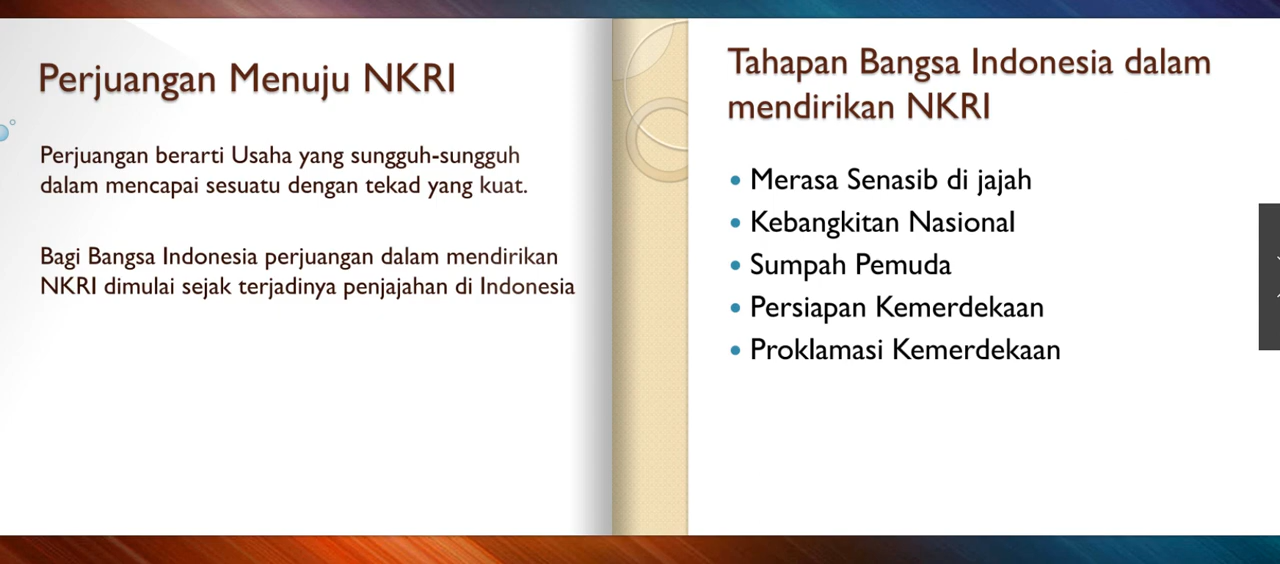 Perjuangan Menuju NKRI
Perjuangan berarti Usaha yang sungguh-sungguh
dalam mencapai sesuatu dengan tekad yang kuat.
Bagi Bangsa Indonesia perjuangan dalam mendirikan
NKRI dimulai sejak terjadinya penjajahan di Indonesia
Tahapan Bangsa Indonesia dalam
mendirikan NKRI
• Merasa Senasib di jajah
• Kebangkitan Nasional
• Sumpah Pemuda
• Persiapan Kemerdekaan
• Proklamasi Kemerdekaan